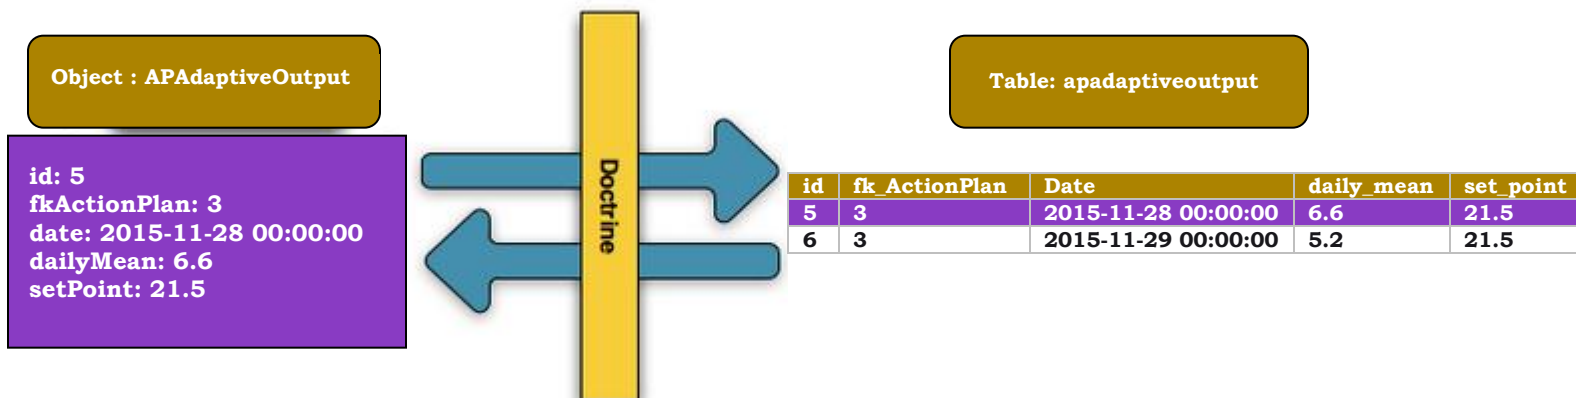 Object : APAdaptiveOutput
id: 5
fkActionPlan: 3
date: 2015-11-28 00:00:00
dailyMean: 6.6
setPoint: 21.5
Doctrine
Table: apadaptiveoutput
id fk_ActionPlan Date daily_mean set_point
5 3 2015-11-28 00:00:00 6.6 21.5
6 3 2015-11-29 00:00:00 5.2 21.5